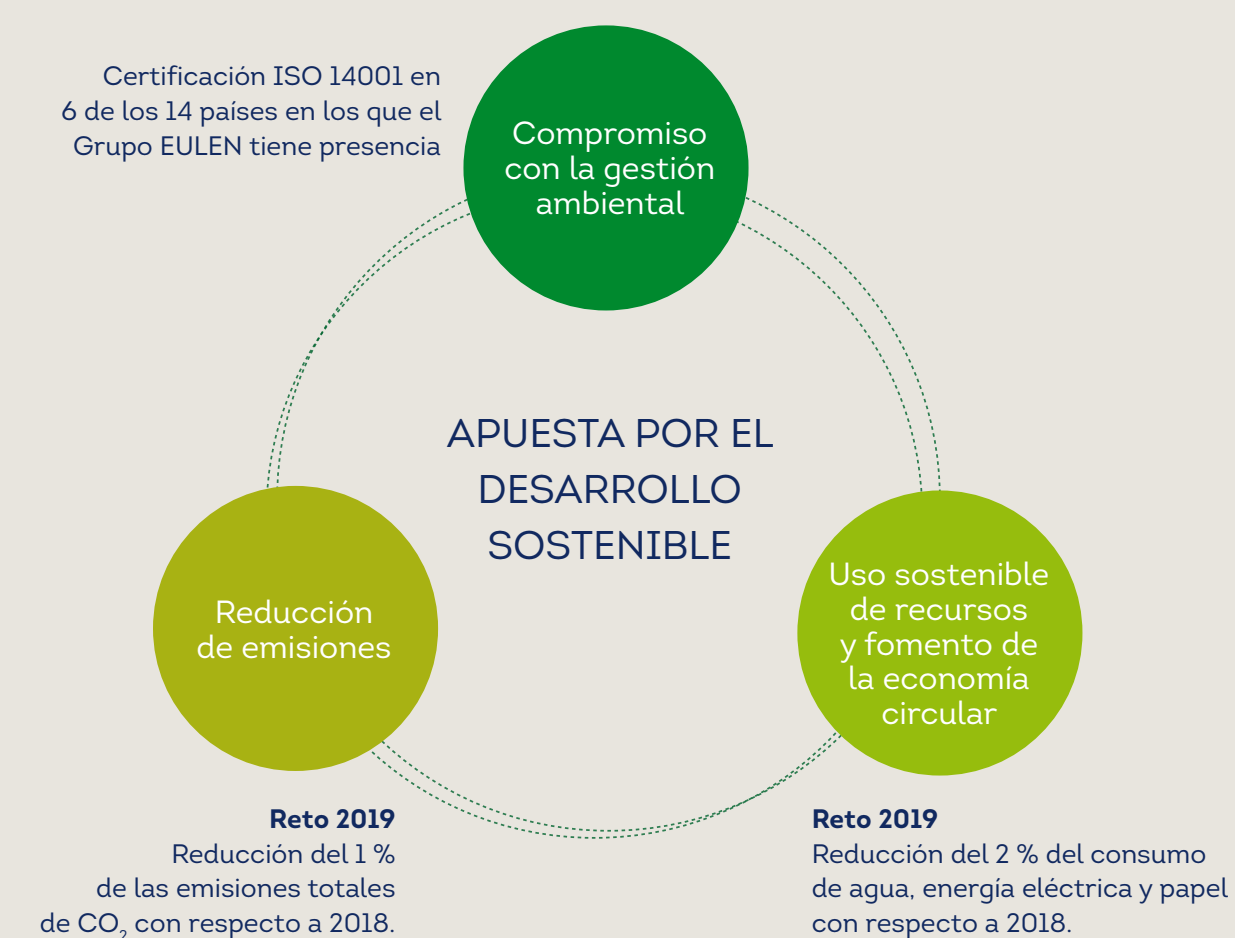 Certificación ISO 14001 en
6 de los 14 países en los que el
Grupo EULEN tiene presencia
Compromiso
con la gestión
ambiental
APUESTA POR EL
DESARROLLO
SOSTENIBLE
Reducción
de emisiones
Uso sostenible
de recursos
y fomento de
la economía
circular
Reto 2019
Reducción del 1 %
de las emisiones totales
de CO₂ con respecto a 2018.
Reto 2019
Reducción del 2 % del consumo
de agua, energía eléctrica y papel
con respecto a 2018.